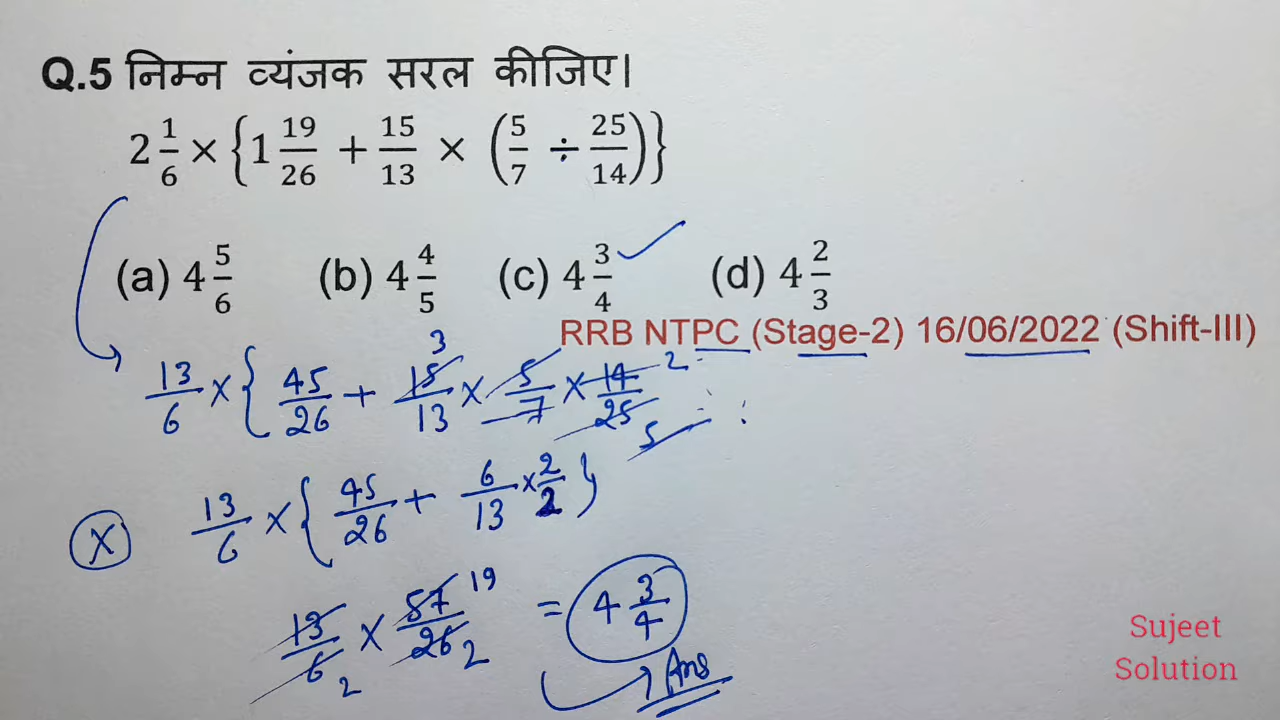 Q.5 निम्न व्यंजक सरल कीजिए।
2 1/6 × {1 19/26 + 15/13 × (5/7 ÷ 25/14)}
(a) 4 5/6 (b) 4 4/5 (c) 4 3/4 ✓ (d) 4 2/3
RRB NTPC (Stage-2) 16/06/2022 (Shift-III)
13/6 × { 45/26 + 15/13 × 5/7 × 14/25 3 2 5
X 13/6 × { 45/26 + 6/13 × 2/2 }
13/6 × 57/26 19 2 2 = 4 3/4
Ans
Sujeet
Solution